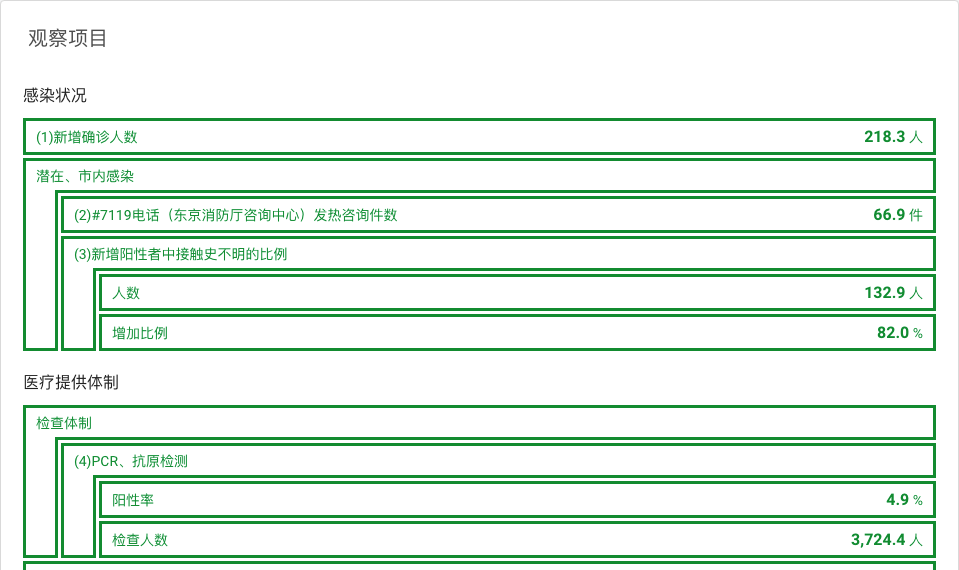 观察项目
感染状况
(1)新增确诊人数 218.3 人
潜在、市内感染
(2)#7119电话（东京消防厅咨询中心）发热咨询件数 66.9 件
(3)新增阳性者中接触史不明的比例
人数 132.9 人
增加比例 82.0 %
医疗提供体制
检查体制
(4)PCR、抗原检测
阳性率 4.9 %
检查人数 3,724.4 人